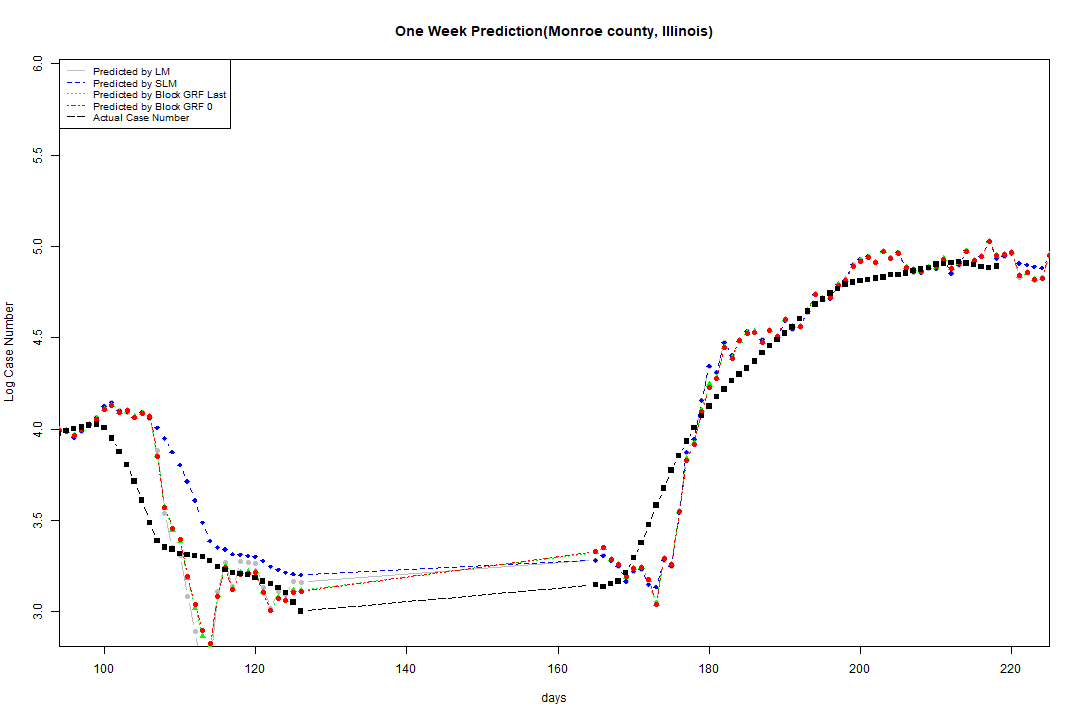 One Week Prediction(Monroe county, Illinois)
Predicted by LM
Predicted by SLM
Predicted by Block GRF Last
Predicted by Block GRF 0
Actual Case Number
6.0
5.5
5.0
4.5
4.0
3.5
3.0
Log Case Number
100 120 140 160 180 200 220
days